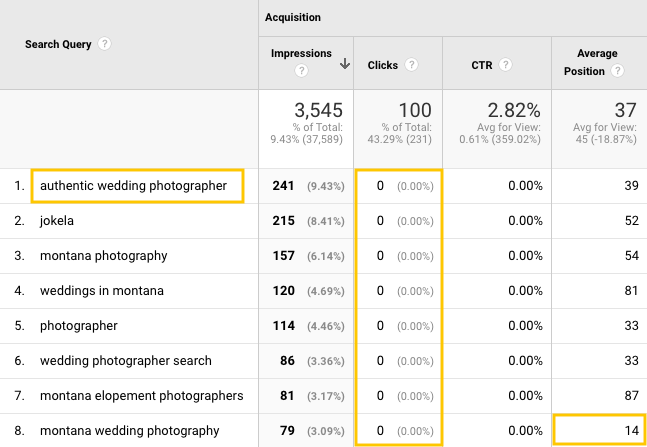 Acquisition
Search Query ?
Impressions ?
Clicks ?
CTR ?
Average Position ?
3,545
% of Total:
9.43% (37,589)
100
% of Total:
43.29% (231)
2.82%
Avg for View:
0.61% (359.02%)
37
Avg for View:
45 (-18.87%)
1. authentic wedding photographer 241 (9.43%) 0 (0.00%) 0.00% 39
2. jokela 215 (8.41%) 0 (0.00%) 0.00% 52
3. montana photography 157 (6.14%) 0 (0.00%) 0.00% 54
4. weddings in montana 120 (4.69%) 0 (0.00%) 0.00% 81
5. photographer 114 (4.46%) 0 (0.00%) 0.00% 33
6. wedding photographer search 86 (3.36%) 0 (0.00%) 0.00% 33
7. montana elopement photographers 81 (3.17%) 0 (0.00%) 0.00% 87
8. montana wedding photography 79 (3.09%) 0 (0.00%) 0.00% 14